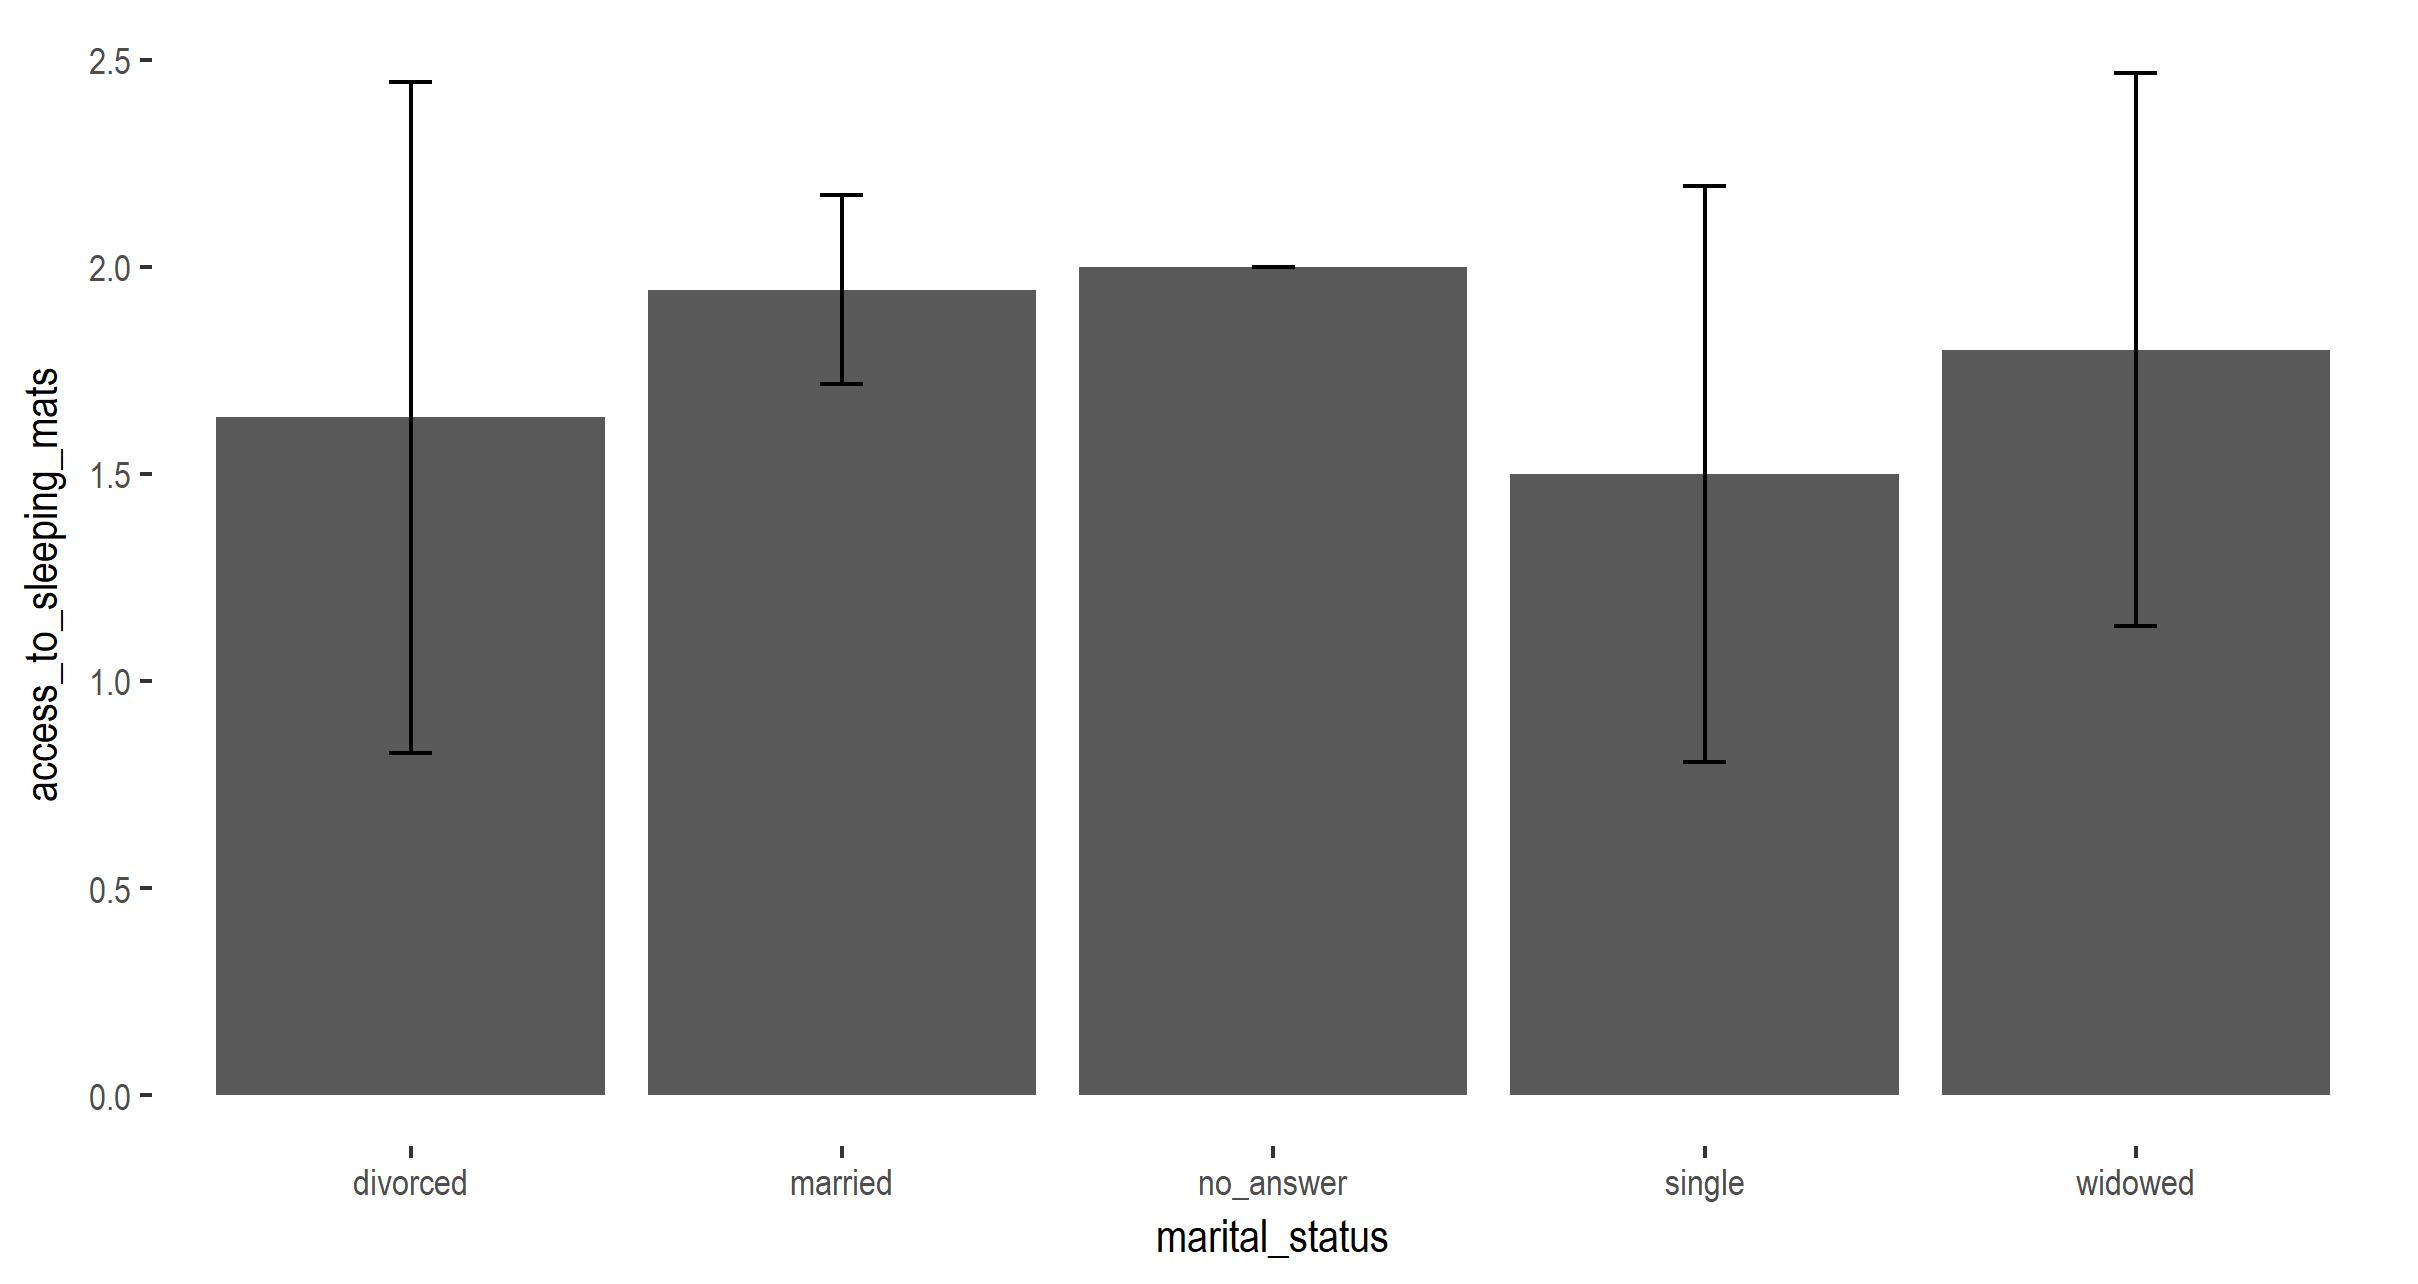 2.5
2.0
1.5
1.0
0.5
0.0
access_to_sleeping_mats
divorced married no_answer single widowed
marital_status